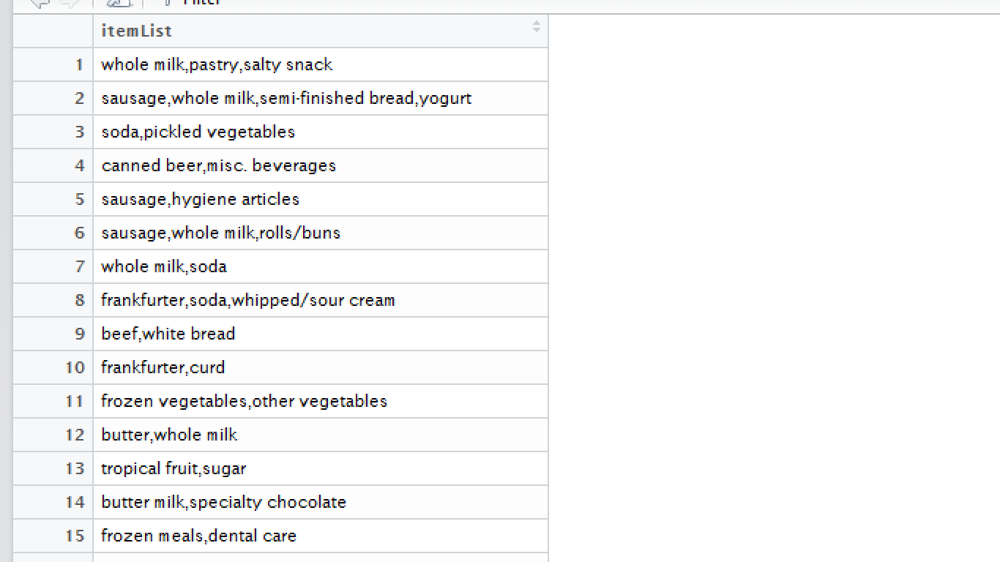 Filter
itemList
1 whole milk,pastry,salty snack
2 sausage,whole milk,semi-finished bread,yogurt
3 soda,pickled vegetables
4 canned beer,misc. beverages
5 sausage,hygiene articles
6 sausage,whole milk,rolls/buns
7 whole milk,soda
8 frankfurter,soda,whipped/sour cream
9 beef,white bread
10 frankfurter,curd
11 frozen vegetables,other vegetables
12 butter,whole milk
13 tropical fruit,sugar
14 butter milk,specialty chocolate
15 frozen meals,dental care